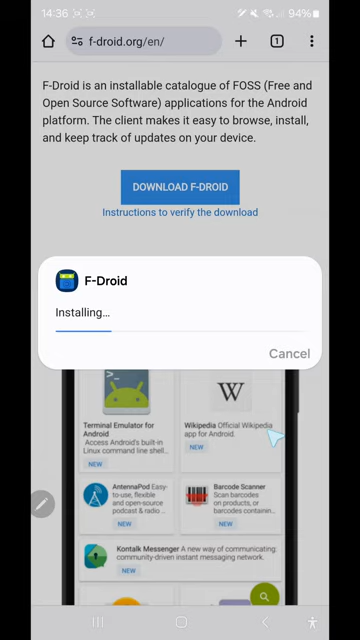 14:36
94%
f-droid.org/en/
1
F-Droid is an installable catalogue of FOSS (Free and
Open Source Software) applications for the Android
platform. The client makes it easy to browse, install,
and keep track of updates on your device.
DOWNLOAD F-DROID
Instructions to verify the download
F-Droid
Installing...
Cancel
Terminal Emulator for
Android
Access Android's built-in
Linux command line shell...
NEW
W
Wikipedia Official Wikipedia
app for Android.
NEW
AntennaPod Easy-
to-use, flexible
and open-source
podcast & radio ...
NEW
Barcode Scanner
Scan barcodes
on products, or
barcodes containin...
NEW
Kontalk Messenger A new way of communicating:
community-driven instant messaging network.
NEW